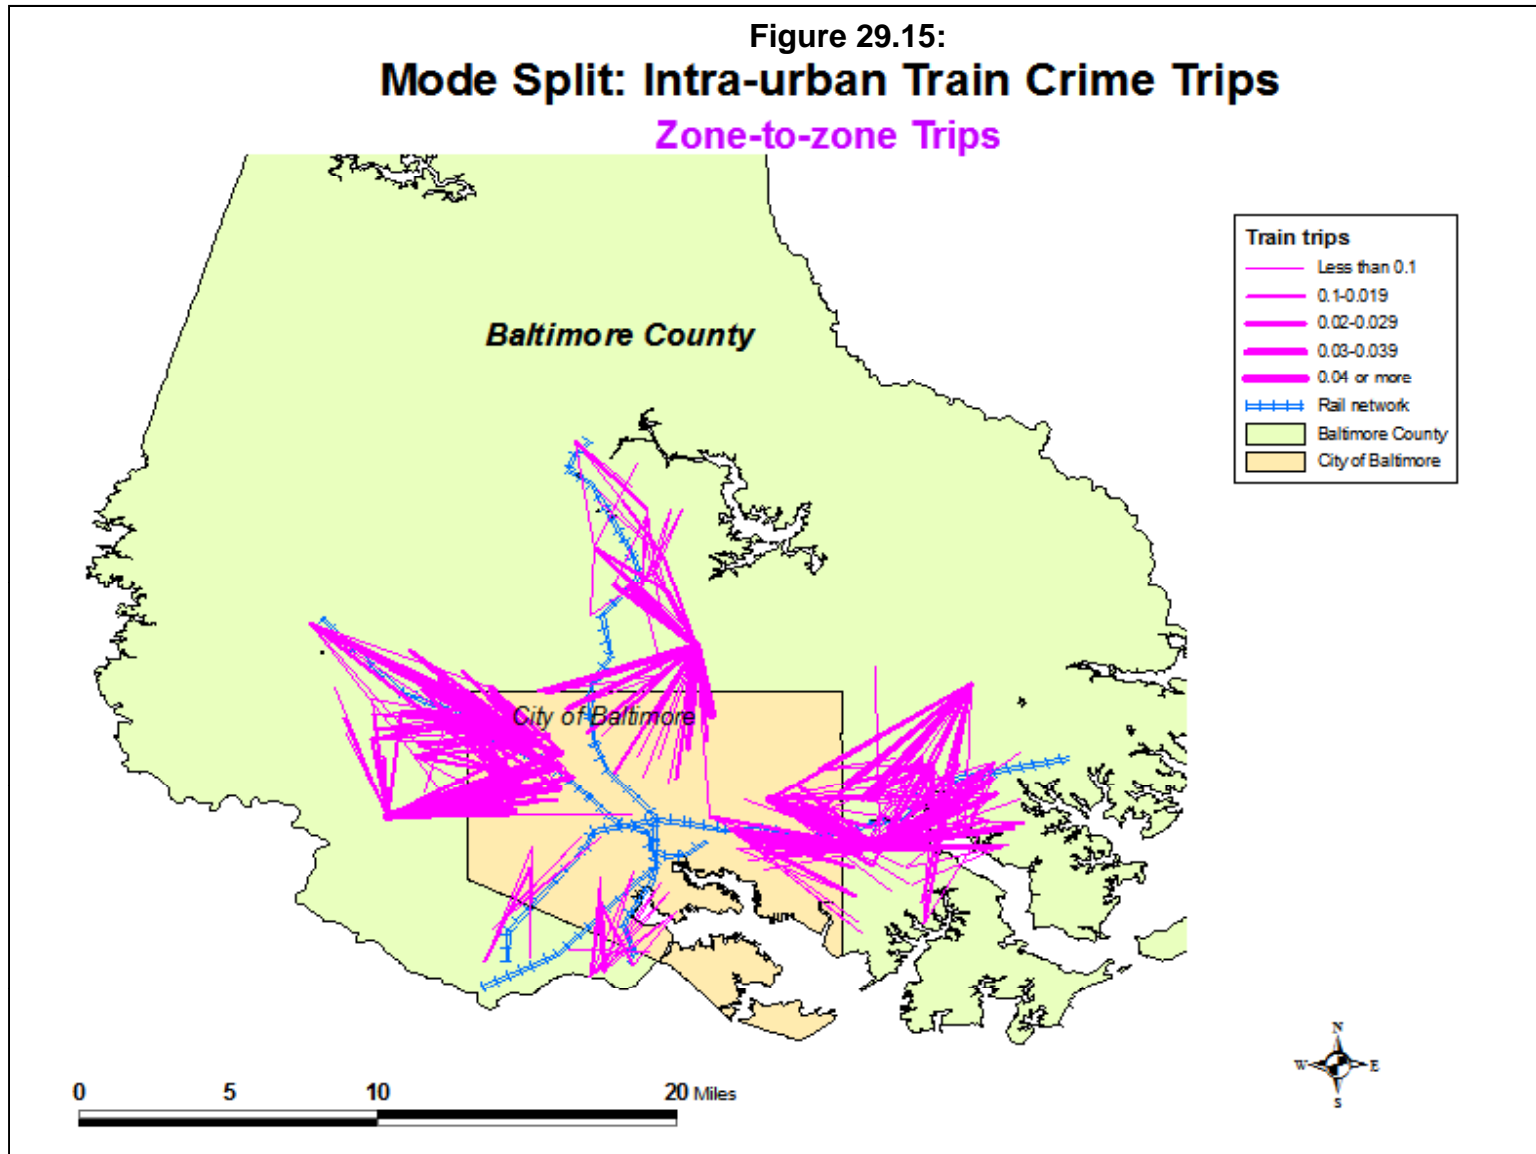 Figure 29.15:
Mode Split: Intra-urban Train Crime Trips
Zone-to-zone Trips
Train trips
Less than 0.1
0.1-0.019
0.02-0.029
0.03-0.039
0.04 or more
Rail network
Baltimore County
City of Baltimore
Baltimore County
City of Baltimore
N
W E
S
0 5 10 20 Miles